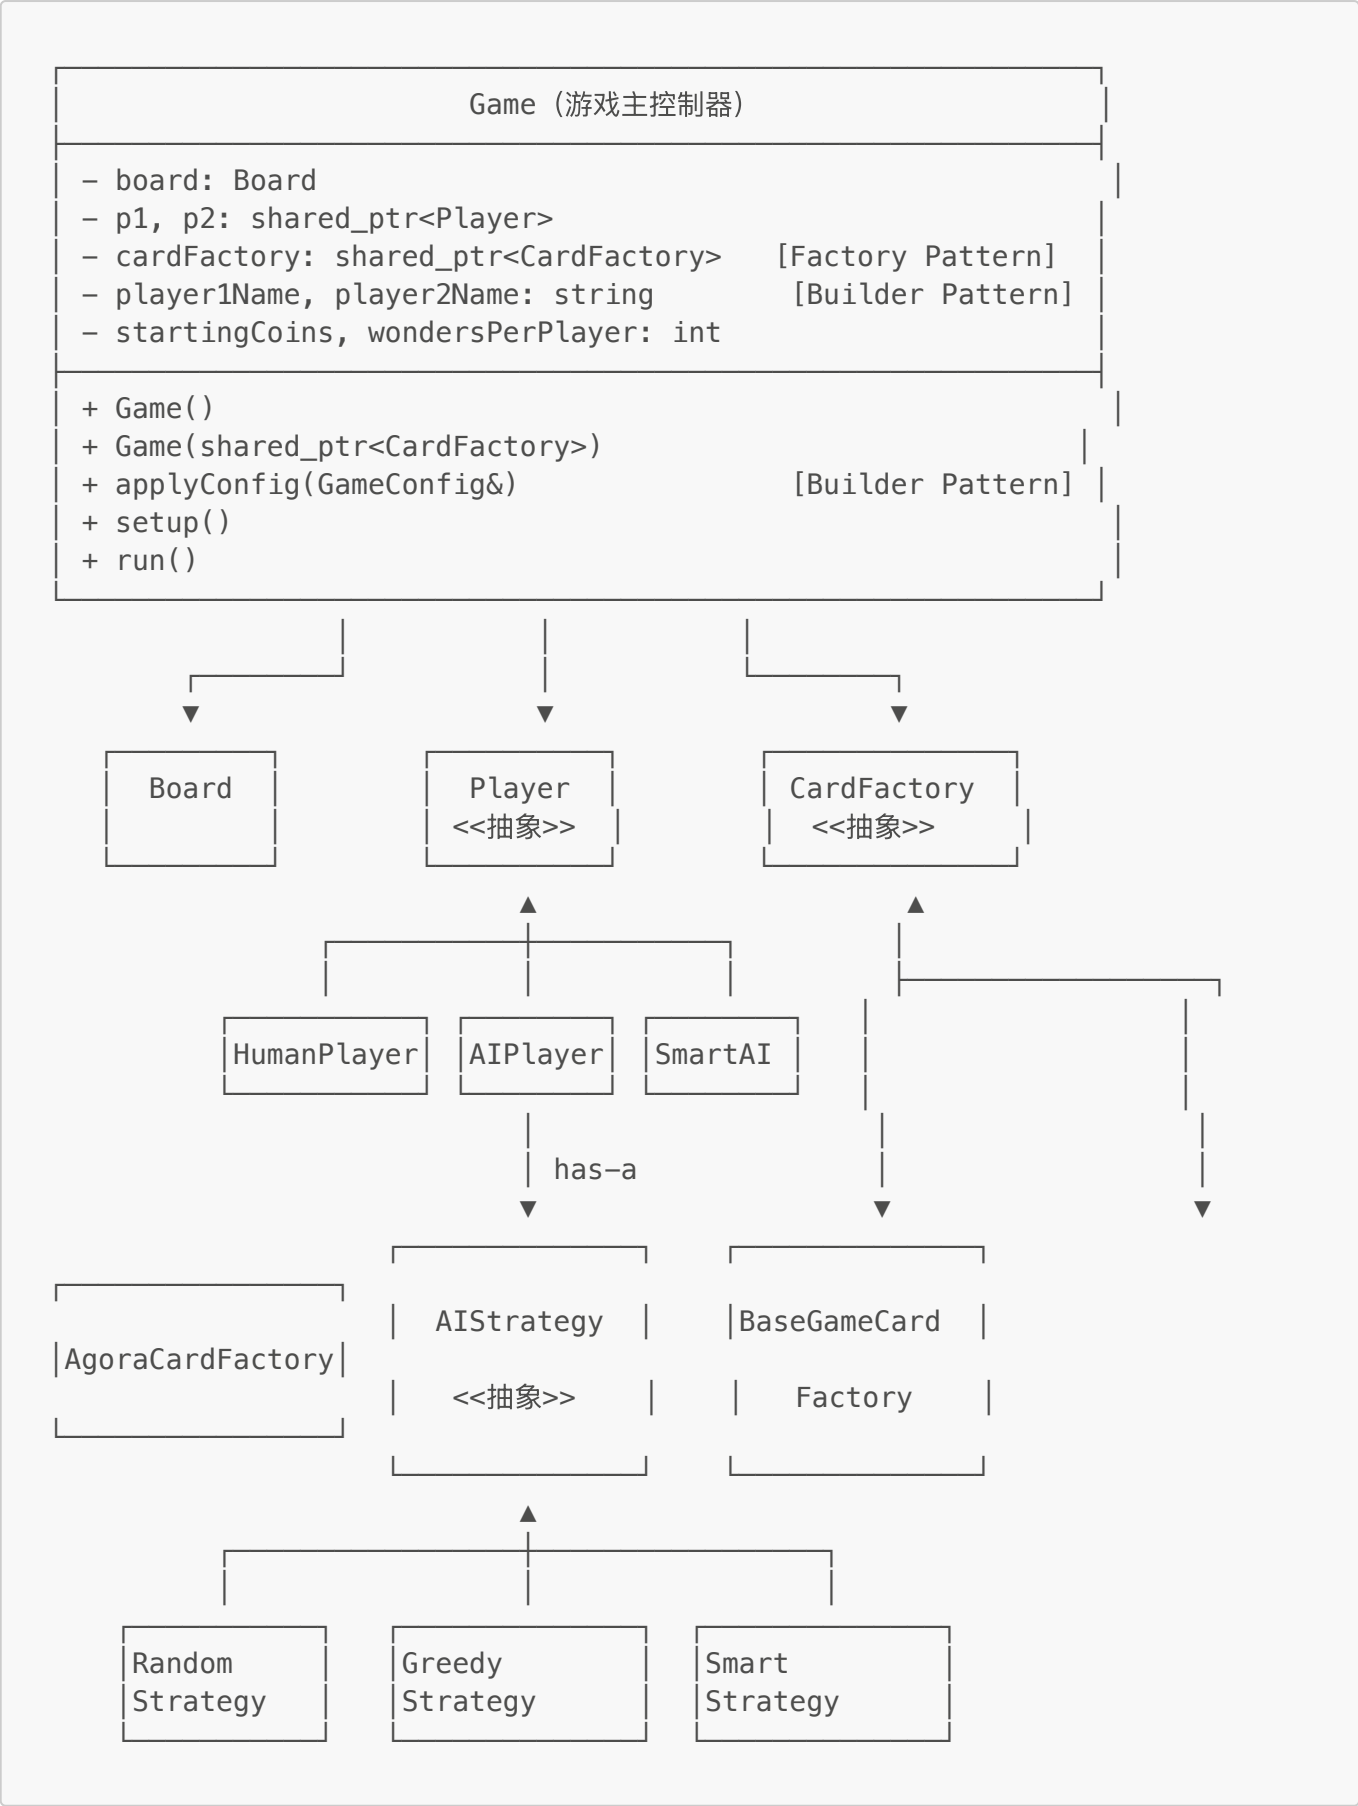 Game（游戏主控制器）
- board: Board
- p1, p2: shared_ptr<Player>
- cardFactory: shared_ptr<CardFactory> [Factory Pattern]
- player1Name, player2Name: string [Builder Pattern]
- startingCoins, wondersPerPlayer: int
+ Game()
+ Game(shared_ptr<CardFactory>)
+ applyConfig(GameConfig&) [Builder Pattern]
+ setup()
+ run()
Board Player CardFactory
<<抽象>> <<抽象>>
HumanPlayer AIPlayer SmartAI
has-a
AIStrategy BaseGameCard
AgoraCardFactory
<<抽象>> Factory
Random Greedy Smart
Strategy Strategy Strategy